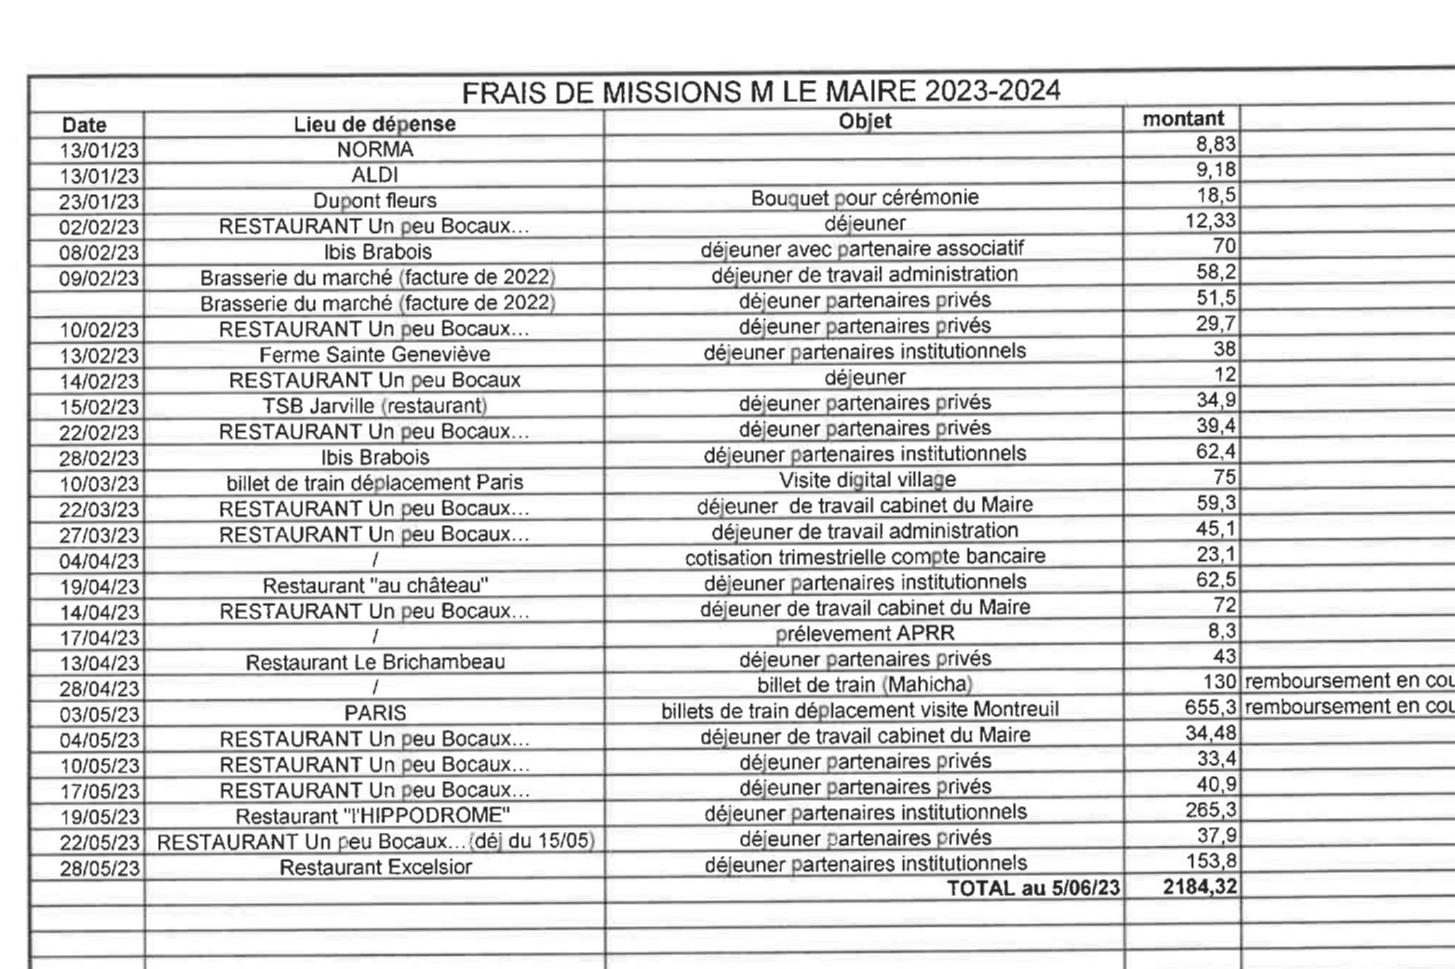 FRAIS DE MISSIONS M LE MAIRE 2023-2024
Date Lieu de dépense Objet montant
13/01/23 NORMA 8,83
13/01/23 ALDI 9,18
23/01/23 Dupont fleurs Bouquet pour cérémonie 18,5
02/02/23 RESTAURANT Un peu Bocaux... déjeuner 12,33
08/02/23 Ibis Brabois déjeuner avec partenaire associatif 70
09/02/23 Brasserie du marché (facture de 2022) déjeuner de travail administration 58,2
Brasserie du marché (facture de 2022) déjeuner partenaires privés 51,5
10/02/23 RESTAURANT Un peu Bocaux... déjeuner partenaires privés 29,7
13/02/23 Ferme Sainte Geneviève déjeuner partenaires institutionnels 38
14/02/23 RESTAURANT Un peu Bocaux déjeuner 12
15/02/23 TSB Jarville (restaurant) déjeuner partenaires privés 34,9
22/02/23 RESTAURANT Un peu Bocaux... déjeuner partenaires privés 39,4
28/02/23 Ibis Brabois déjeuner partenaires institutionnels 62,4
10/03/23 billet de train déplacement Paris Visite digital village 75
22/03/23 RESTAURANT Un peu Bocaux... déjeuner de travail cabinet du Maire 59,3
27/03/23 RESTAURANT Un peu Bocaux... déjeuner de travail administration 45,1
04/04/23 / cotisation trimestrielle compte bancaire 23,1
19/04/23 Restaurant "au château" déjeuner partenaires institutionnels 62,5
14/04/23 RESTAURANT Un peu Bocaux... déjeuner de travail cabinet du Maire 72
17/04/23 / prélevement APRR 8,3
13/04/23 Restaurant Le Brichambeau déjeuner partenaires privés 43
28/04/23 / billet de train (Mahicha) 130 remboursement en cou
03/05/23 PARIS billets de train déplacement visite Montreuil 655,3 remboursement en cou
04/05/23 RESTAURANT Un peu Bocaux... déjeuner de travail cabinet du Maire 34,48
10/05/23 RESTAURANT Un peu Bocaux... déjeuner partenaires privés 33,4
17/05/23 RESTAURANT Un peu Bocaux... déjeuner partenaires privés 40,9
19/05/23 Restaurant "l'HIPPODROME" déjeuner partenaires institutionnels 265,3
22/05/23 RESTAURANT Un peu Bocaux...(déj du 15/05) déjeuner partenaires privés 37,9
28/05/23 Restaurant Excelsior déjeuner partenaires institutionnels 153,8
TOTAL au 5/06/23 2184,32